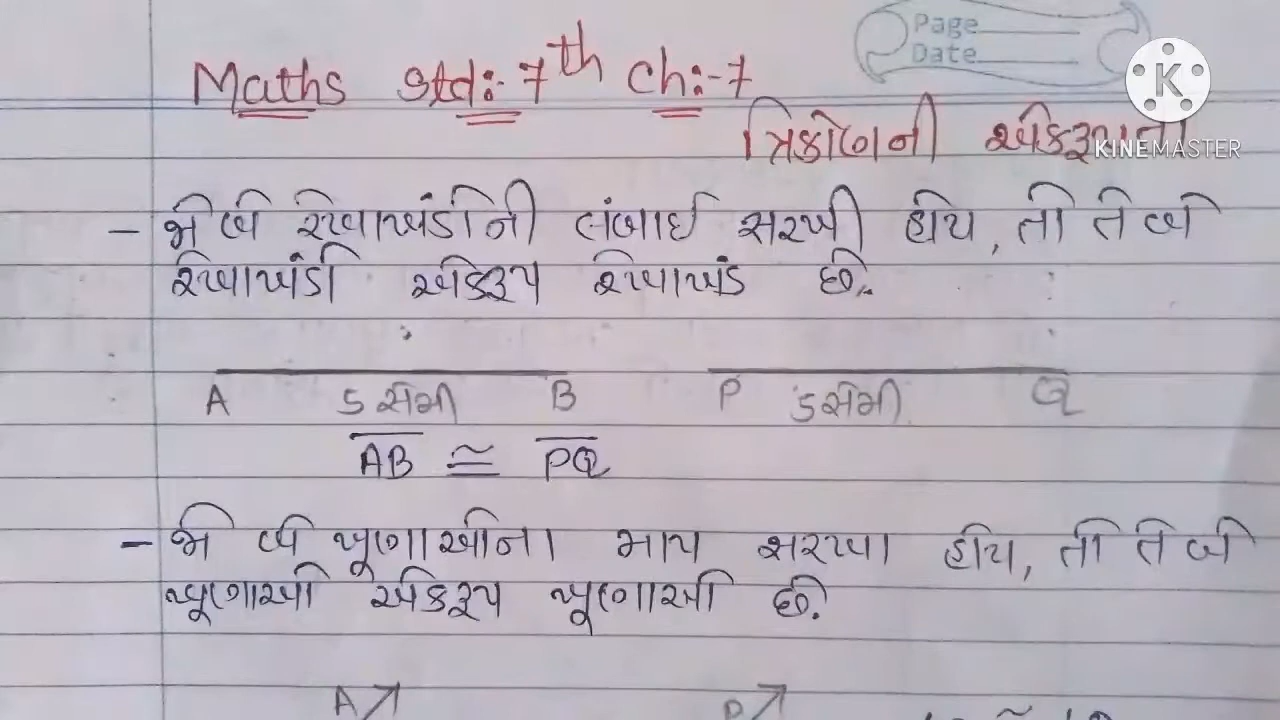 Page
Date
Maths Std:- 7th Ch:-7
ત્રિકોણની એકરૂપતા
KINEMASTER
- જો બે રેખાખંડોની લંબાઈ સરખી હોય, તો તે બે
રેખાખંડો એકરૂપ રેખાખંડ છે.
A 5 સેમી B P 5 સેમી Q
AB ≅ PQ
- જો બે ખૂણાઓના માપ સરખા હોય, તો તે બે
ખૂણાઓ એકરૂપ ખૂણાઓ છે.
A